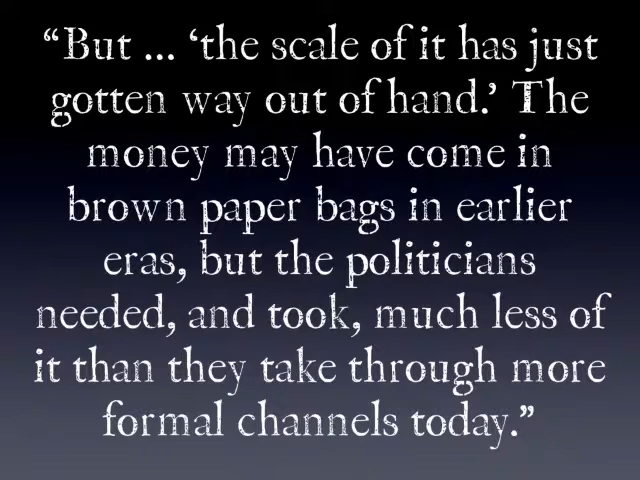 “But ... ‘the scale of it has just
gotten way out of hand.’ The
money may have come in
brown paper bags in earlier
eras, but the politicians
needed, and took, much less of
it than they take through more
formal channels today.”